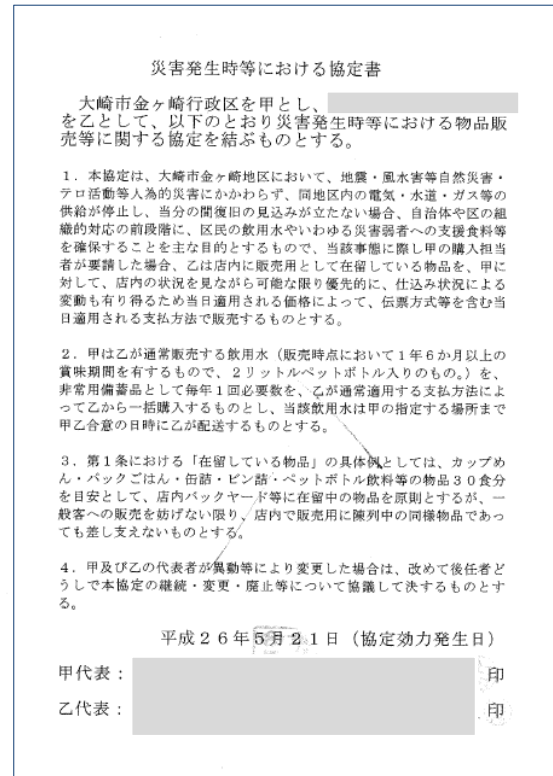 災害発生時等における協定書
大崎市金ヶ崎行政区を甲とし、
を乙として、以下のとおり災害発生時等における物品販
売等に関する協定を結ぶものとする。
1．本協定は、大崎市金ヶ崎地区において、地震・風水害等自然災害・
テロ活動等人為的災害にかかわらず、同地区内の電気・水道・ガス等の
供給が停止し、当分の間復旧の見込みが立たない場合、自治体や区の組
織的対応の前段階に、区民の飲用水やいわゆる災害弱者への支援食料等
を確保することを主な目的とするもので、当該事態に際し甲の購入担当
者が要請した場合、乙は店内に販売用として在留している物品を、甲に
対して、店内の状況を見ながら可能な限り優先的に、仕込み状況による
変動も有り得るため当日適用される価格によって、伝票方式等を含む当
日適用される支払方法で販売するものとする。
2．甲は乙が通常販売する飲用水（販売時点において1年6か月以上の
賞味期間を有するもので、2リットルペットボトル入りのもの。）を、
非常用備蓄品として毎年1回必要数を、乙が通常適用する支払方法によ
って乙から一括購入するものとし、当該飲用水は甲の指定する場所まで
甲乙合意の日時に乙が配送するものとする。
3．第1条における「在留している物品」の具体例としては、カップめ
ん・パックごはん・缶詰・ビン詰・ペットボトル飲料等の物品30食分
を目安として、店内バックヤード等に在留中の物品を原則とするが、一
般客への販売を妨げない限り、店内で販売用に陳列中の同様物品であっ
ても差し支えないものとする。
4．甲及び乙の代表者が異動等により変更した場合は、改めて後任者ど
うしで本協定の継続・変更・廃止等について協議して決するものとす
る。
平成26年5月21日（協定効力発生日）
甲代表： 印
乙代表： 印